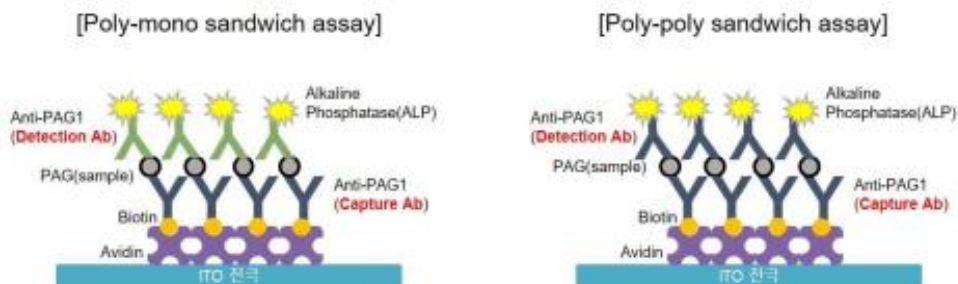 [Poly-mono sandwich assay]
Anti-PAG1
(Detection Ab)
Alkaline
Phosphatase(ALP)
PAG(sample)
Anti-PAG1
(Capture Ab)
Biotin
Avidin
ITO 전극
[Poly-poly sandwich assay]
Anti-PAG1
(Detection Ab)
Alkaline
Phosphatase(ALP)
PAG(sample)
Anti-PAG1
(Capture Ab)
Biotin
Avidin
ITO 전극